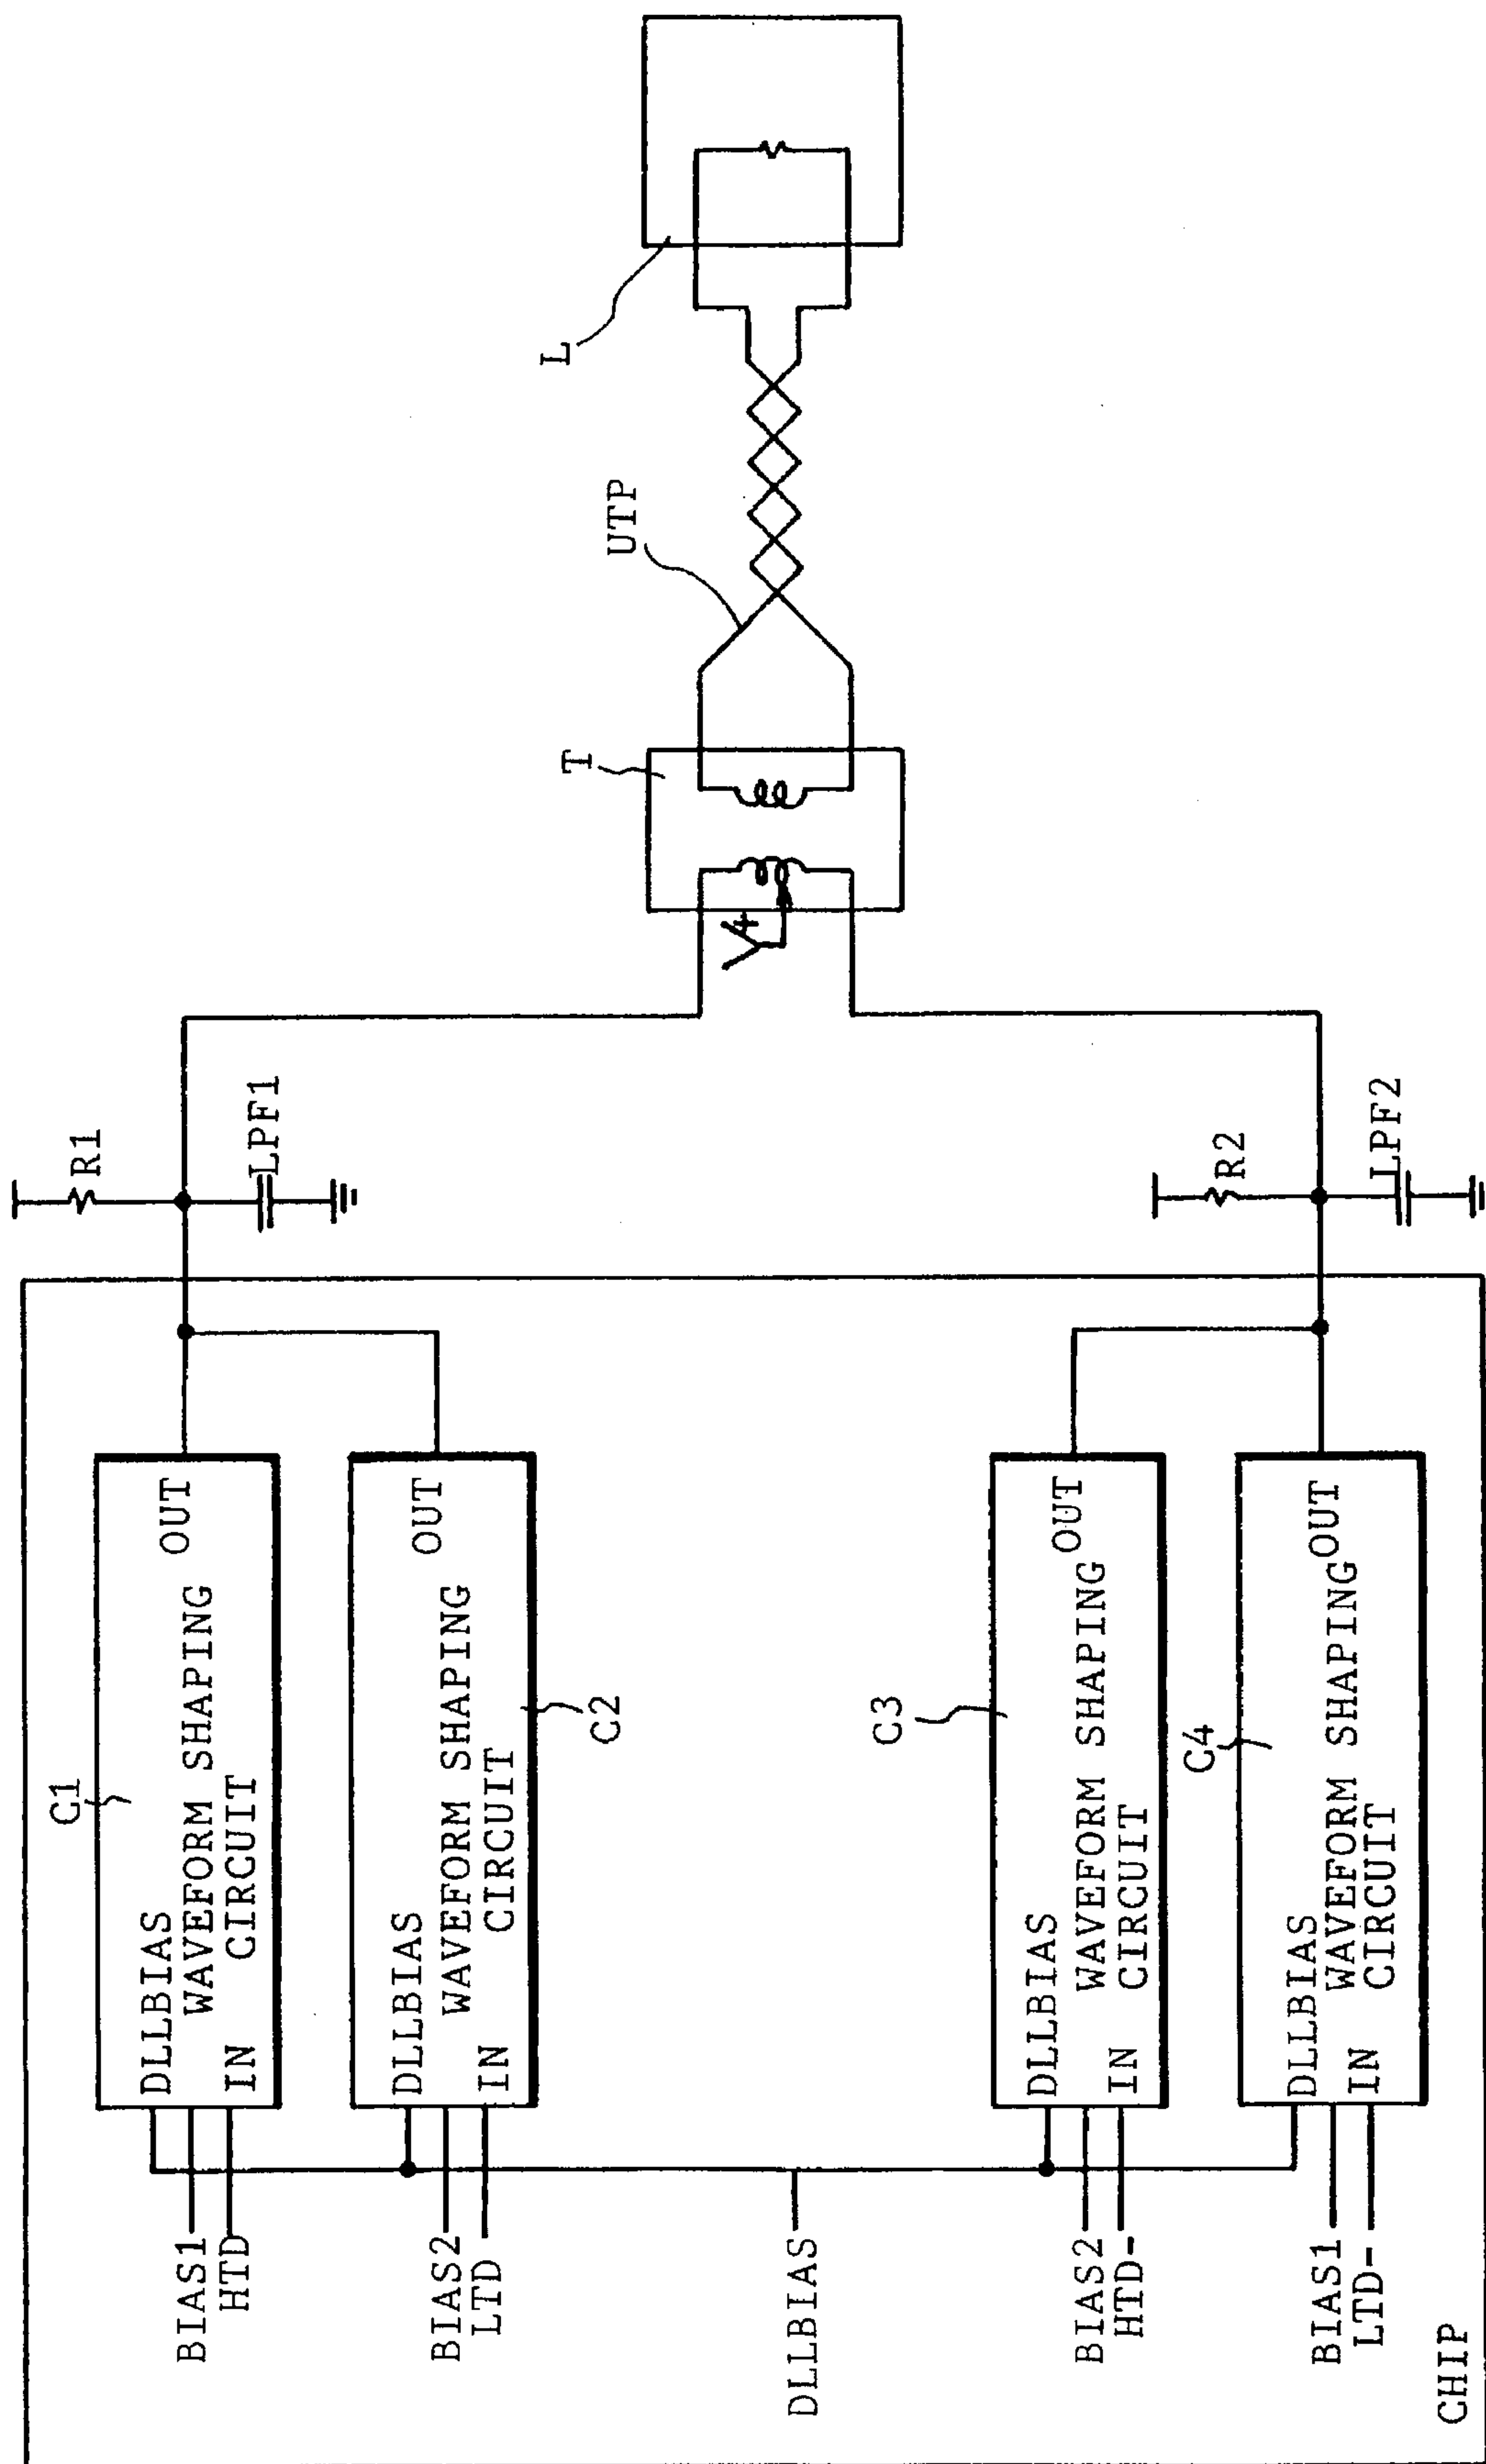 C1
DLLBIAS
WAVEFORM SHAPING
CIRCUIT
IN
OUT
BIAS1
HTD
R1
LPF1
C2
DLLBIAS
WAVEFORM SHAPING
CIRCUIT
IN
OUT
BIAS2
LTD
DLLBIAS
T
UTP
L
C3
DLLBIAS
WAVEFORM SHAPING
CIRCUIT
IN
OUT
BIAS2
HTD-
R2
LPF2
C4
DLLBIAS
WAVEFORM SHAPING
CIRCUIT
IN
OUT
BIAS1
LTD-
CHIP